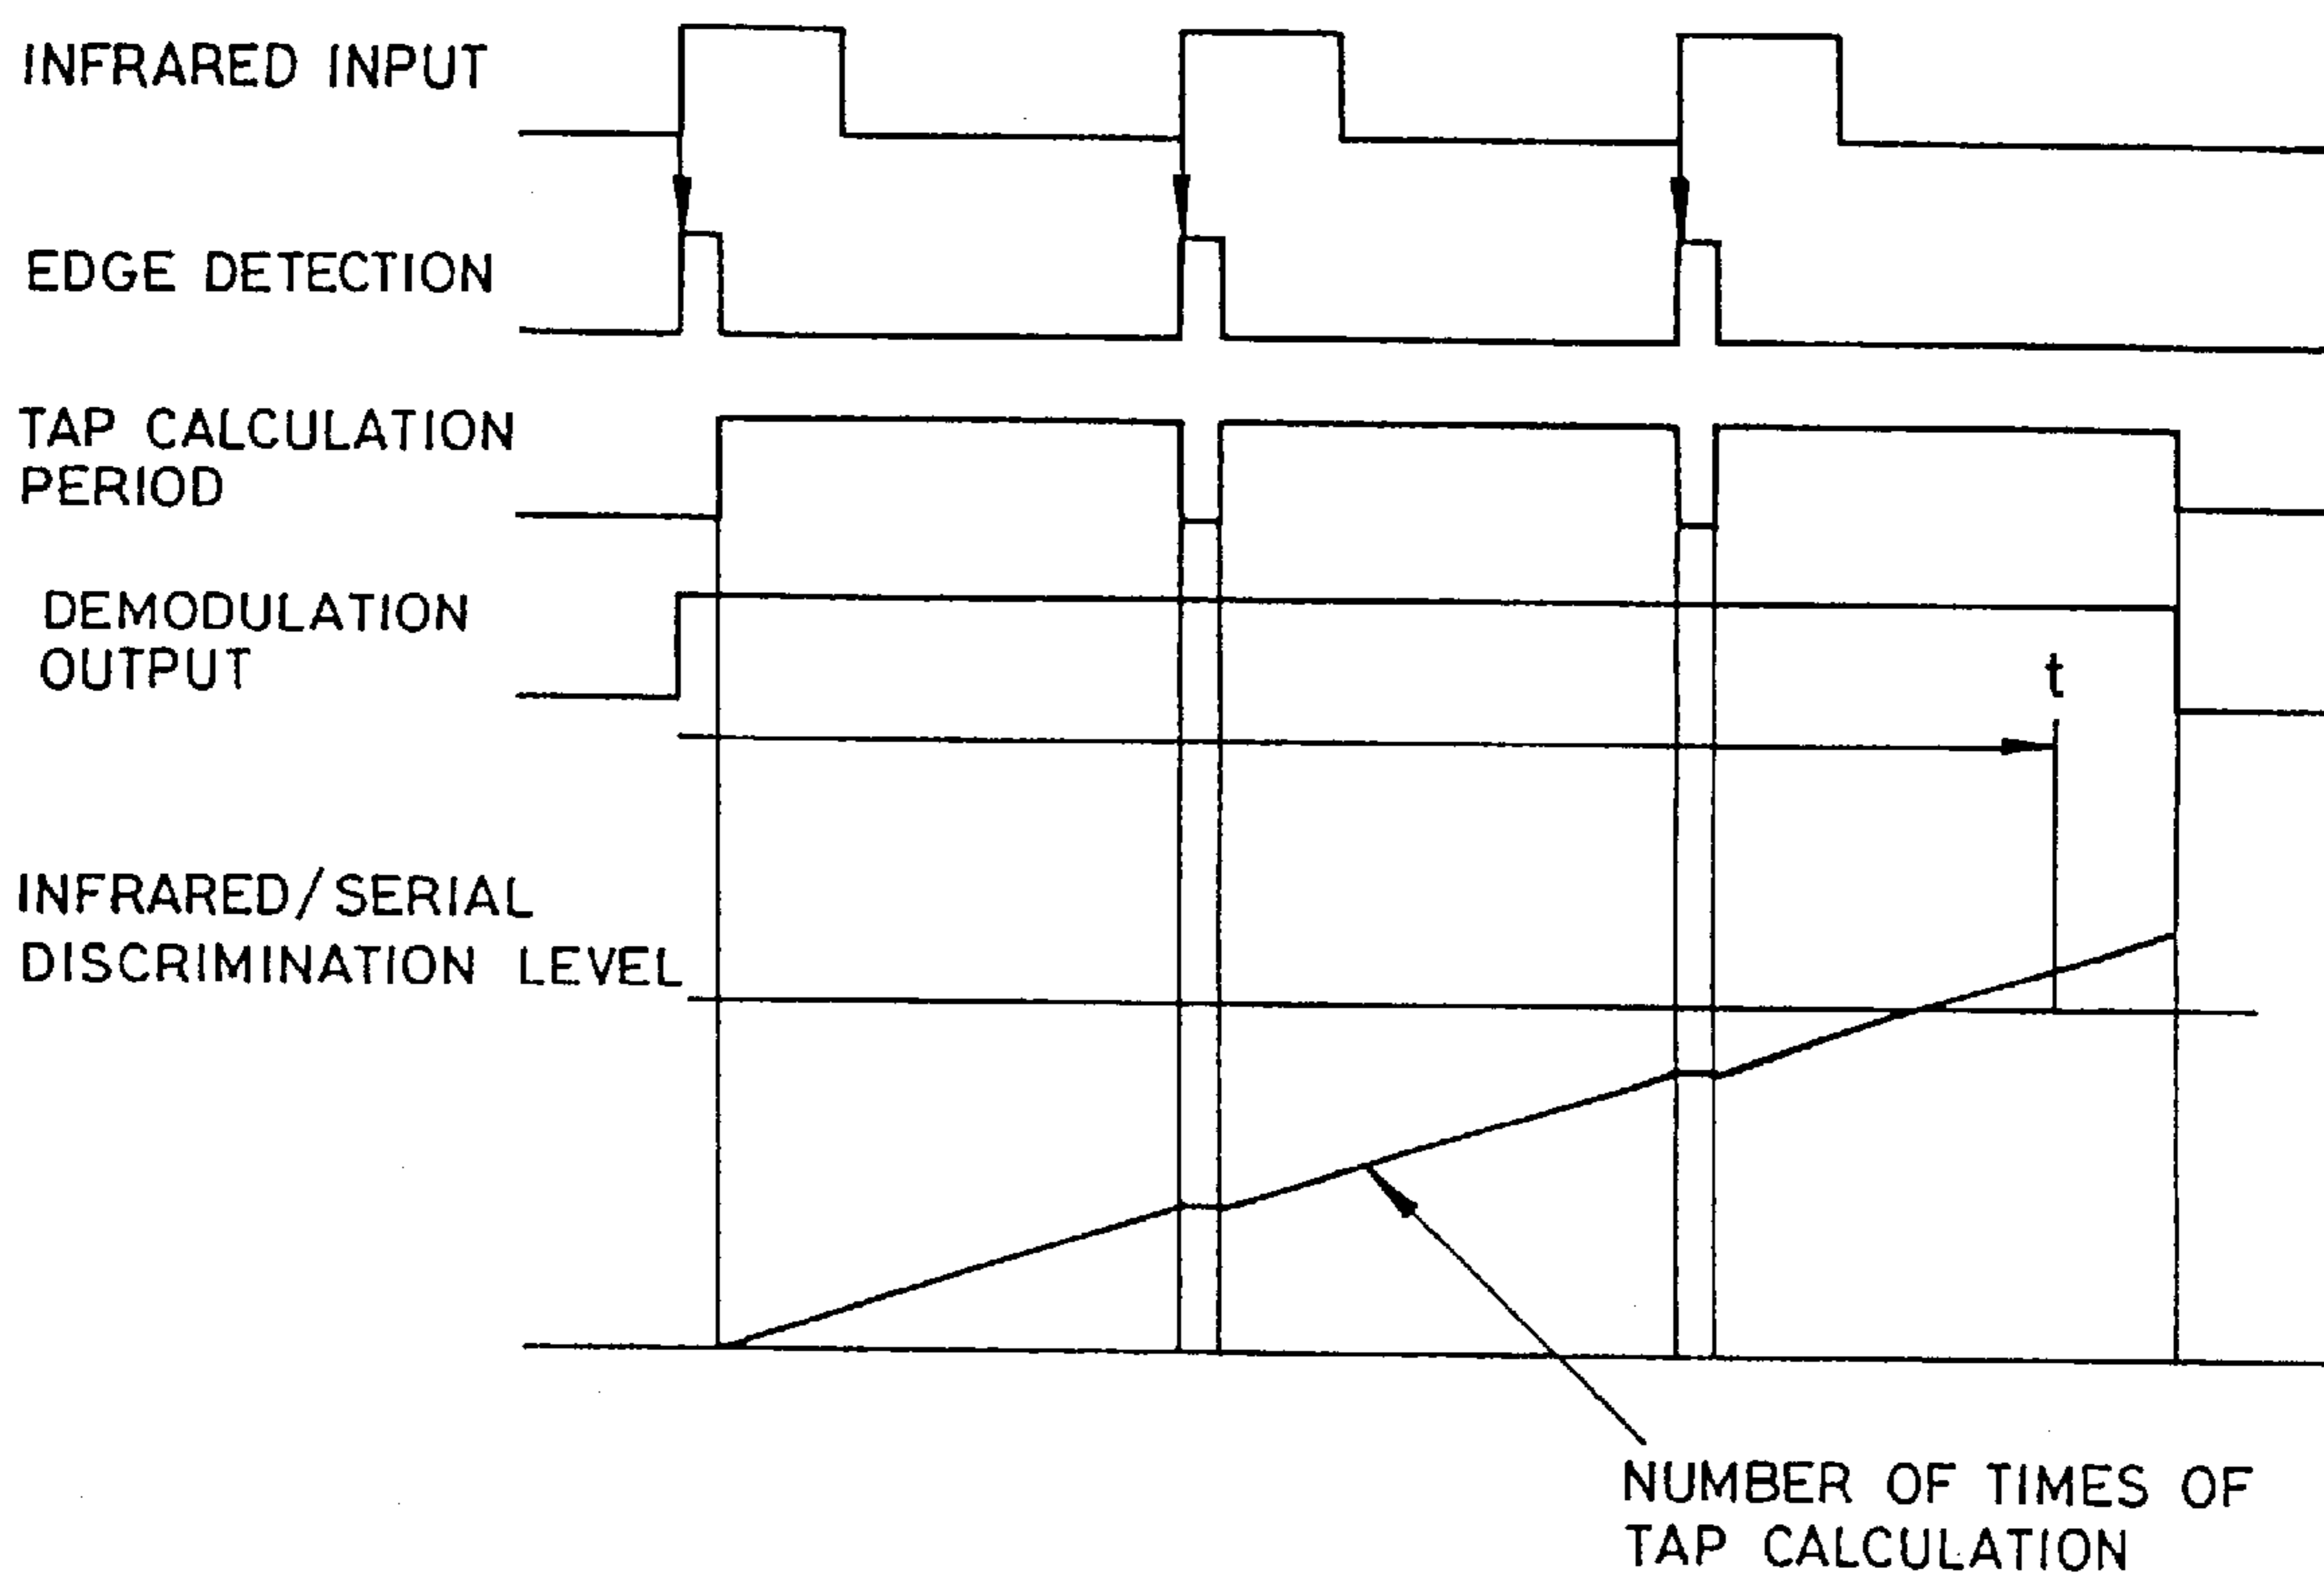 INFRARED INPUT
EDGE DETECTION
TAP CALCULATION
PERIOD
DEMODULATION
OUTPUT
t
INFRARED/SERIAL
DISCRIMINATION LEVEL
NUMBER OF TIMES OF
TAP CALCULATION